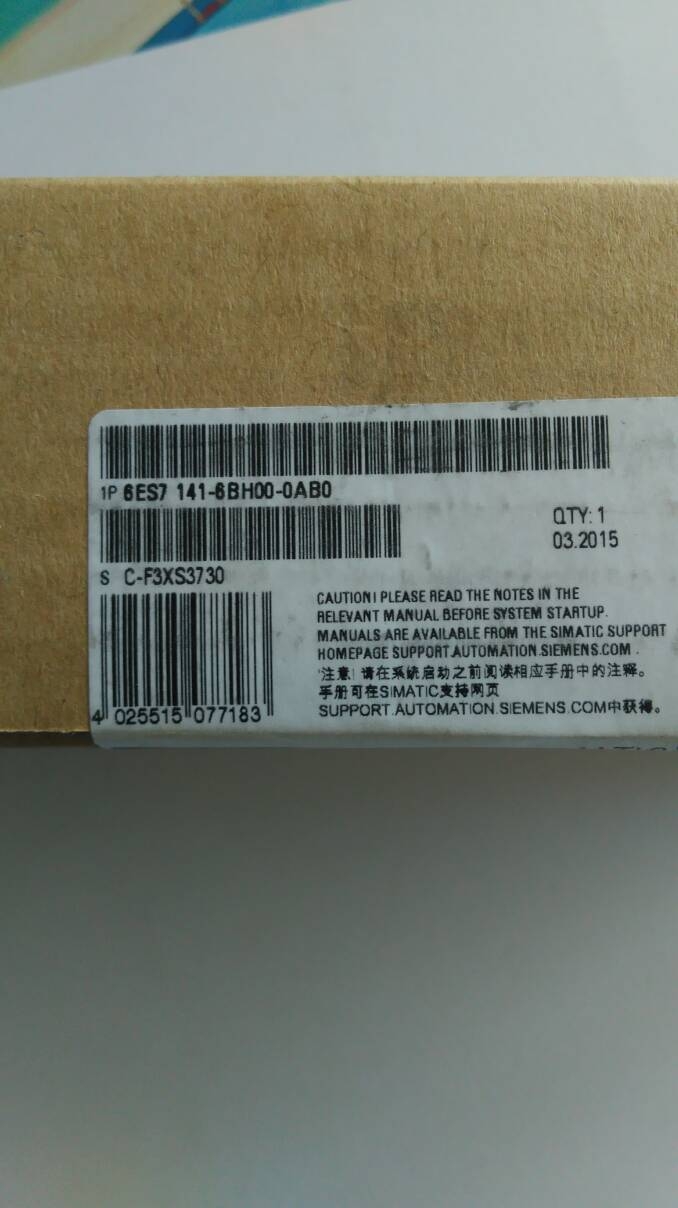 1P 6ES7 141-6BH00-0AB0
QTY: 1
03.2015
S C-F3XS3730
CAUTION! PLEASE READ THE NOTES IN THE
RELEVANT MANUAL BEFORE SYSTEM STARTUP.
MANUALS ARE AVAILABLE FROM THE SIMATIC SUPPORT
HOMEPAGE SUPPORT.AUTOMATION.SIEMENS.COM .
注意! 请在系统启动之前阅读相应手册中的注释。
手册可在SIMATIC支持网页
SUPPORT.AUTOMATION.SIEMENS.COM中获得。
4 025515 077183